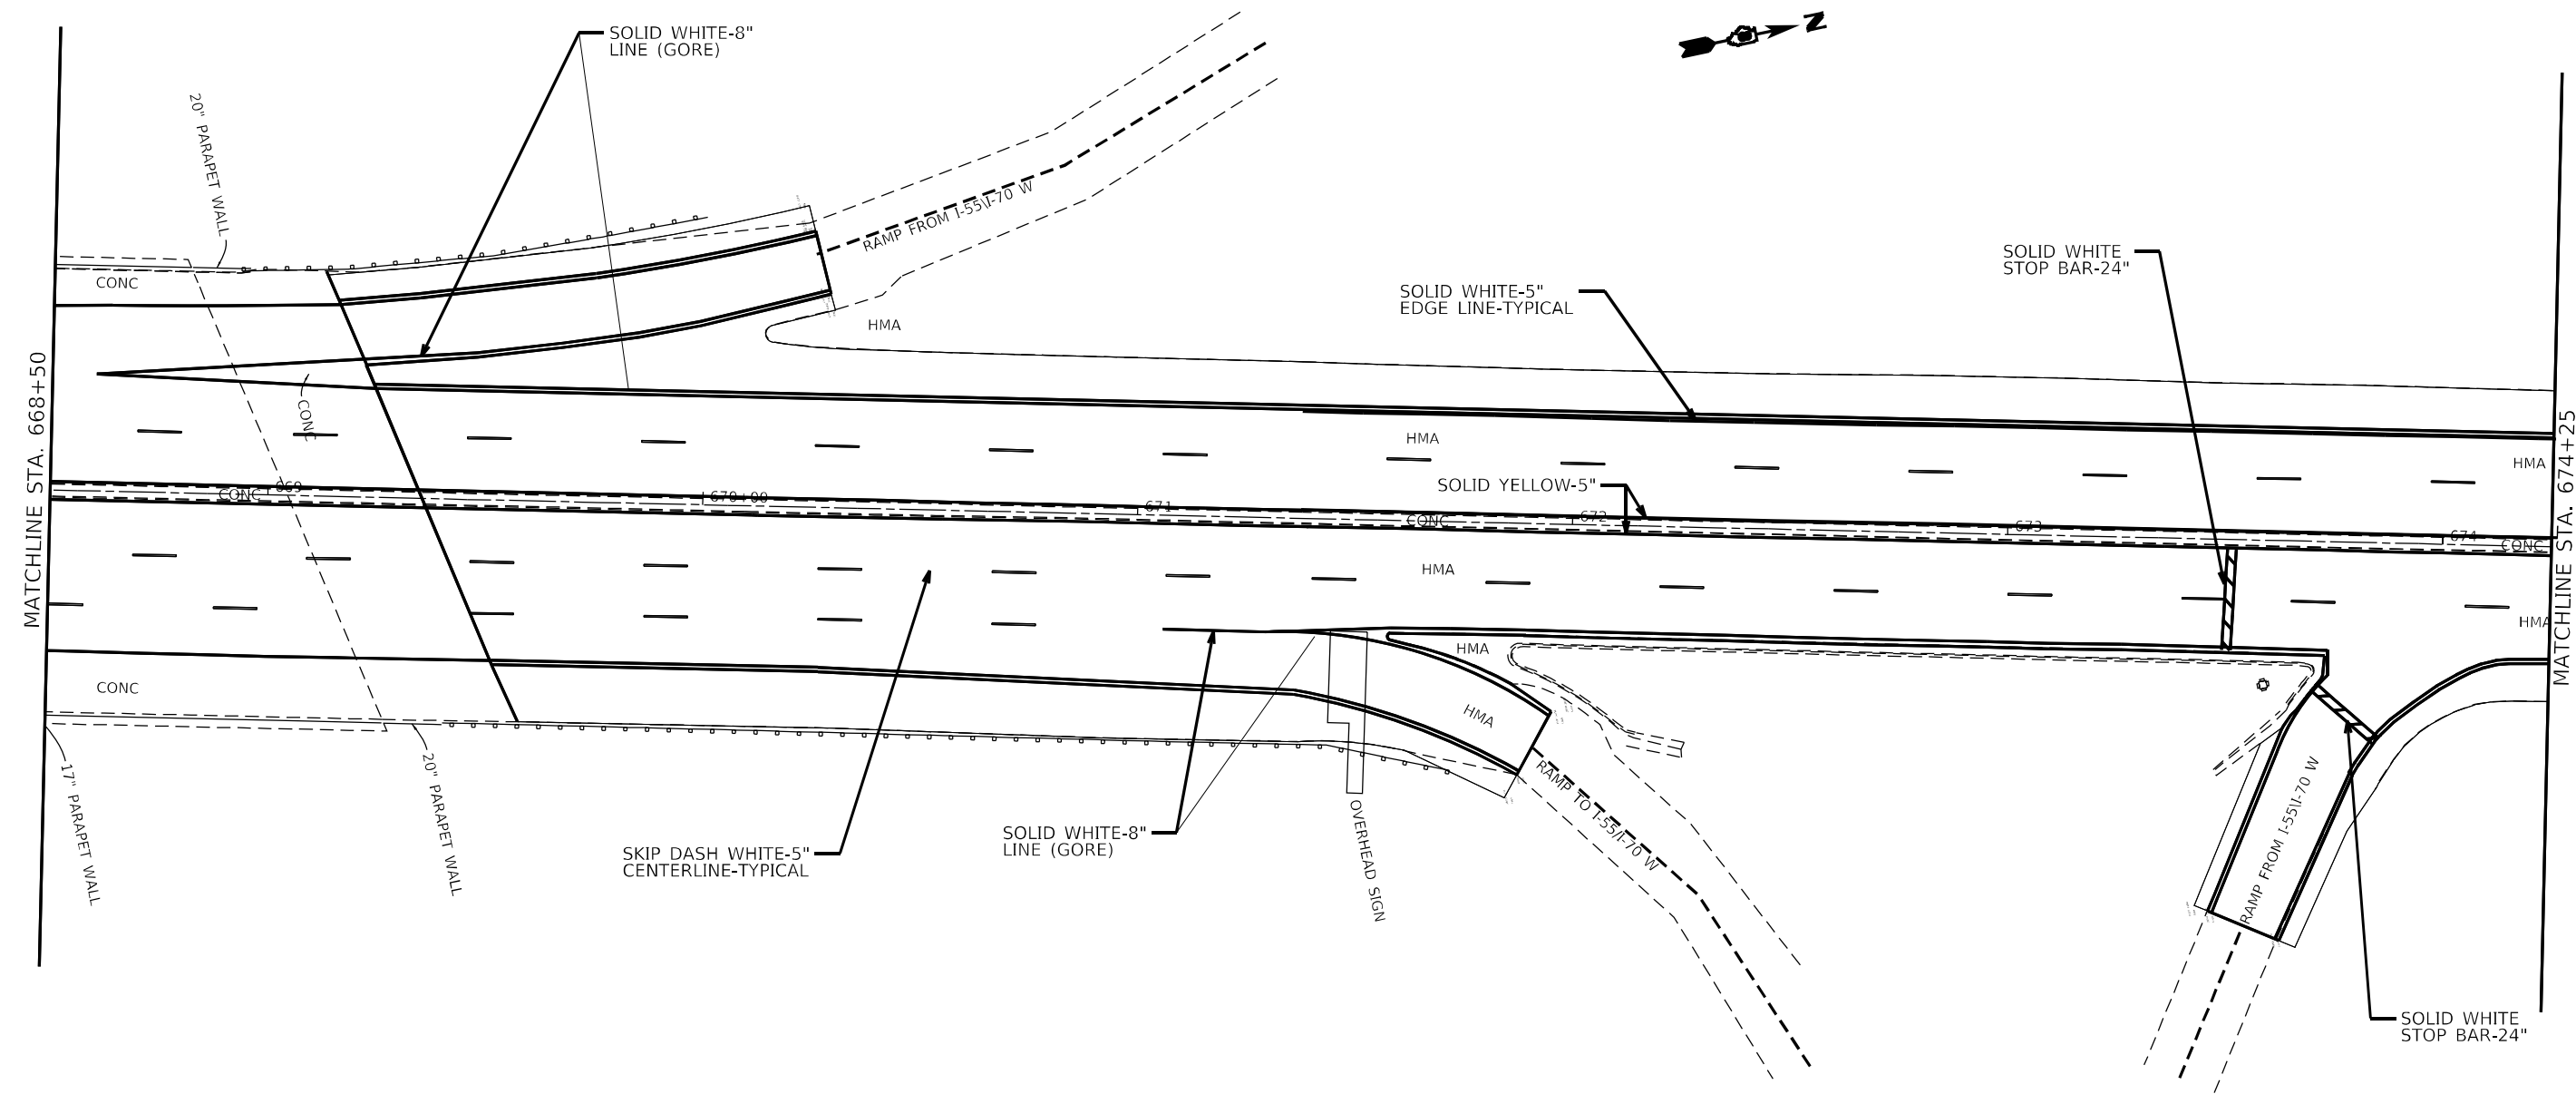 SOLID WHITE-8"
LINE (GORE)
N
20" PARAPET WALL
RAMP FROM I-55\I-70 W
SOLID WHITE
STOP BAR-24"
CONC
SOLID WHITE-5"
EDGE LINE-TYPICAL
HMA
MATCHLINE STA. 668+50
CONC
MATCHLINE STA. 674+25
HMA
HMA
SOLID YELLOW-5"
CONC
669
670+00
671
CONC
672
673
674
CONC
HMA
HMA
HMA
CONC
HMA
17" PARAPET WALL
20" PARAPET WALL
RAMP TO I-55/I-70 W
RAMP FROM I-55\I-70 W
OVERHEAD SIGN
SOLID WHITE-8"
LINE (GORE)
SKIP DASH WHITE-5"
CENTERLINE-TYPICAL
SOLID WHITE
STOP BAR-24"